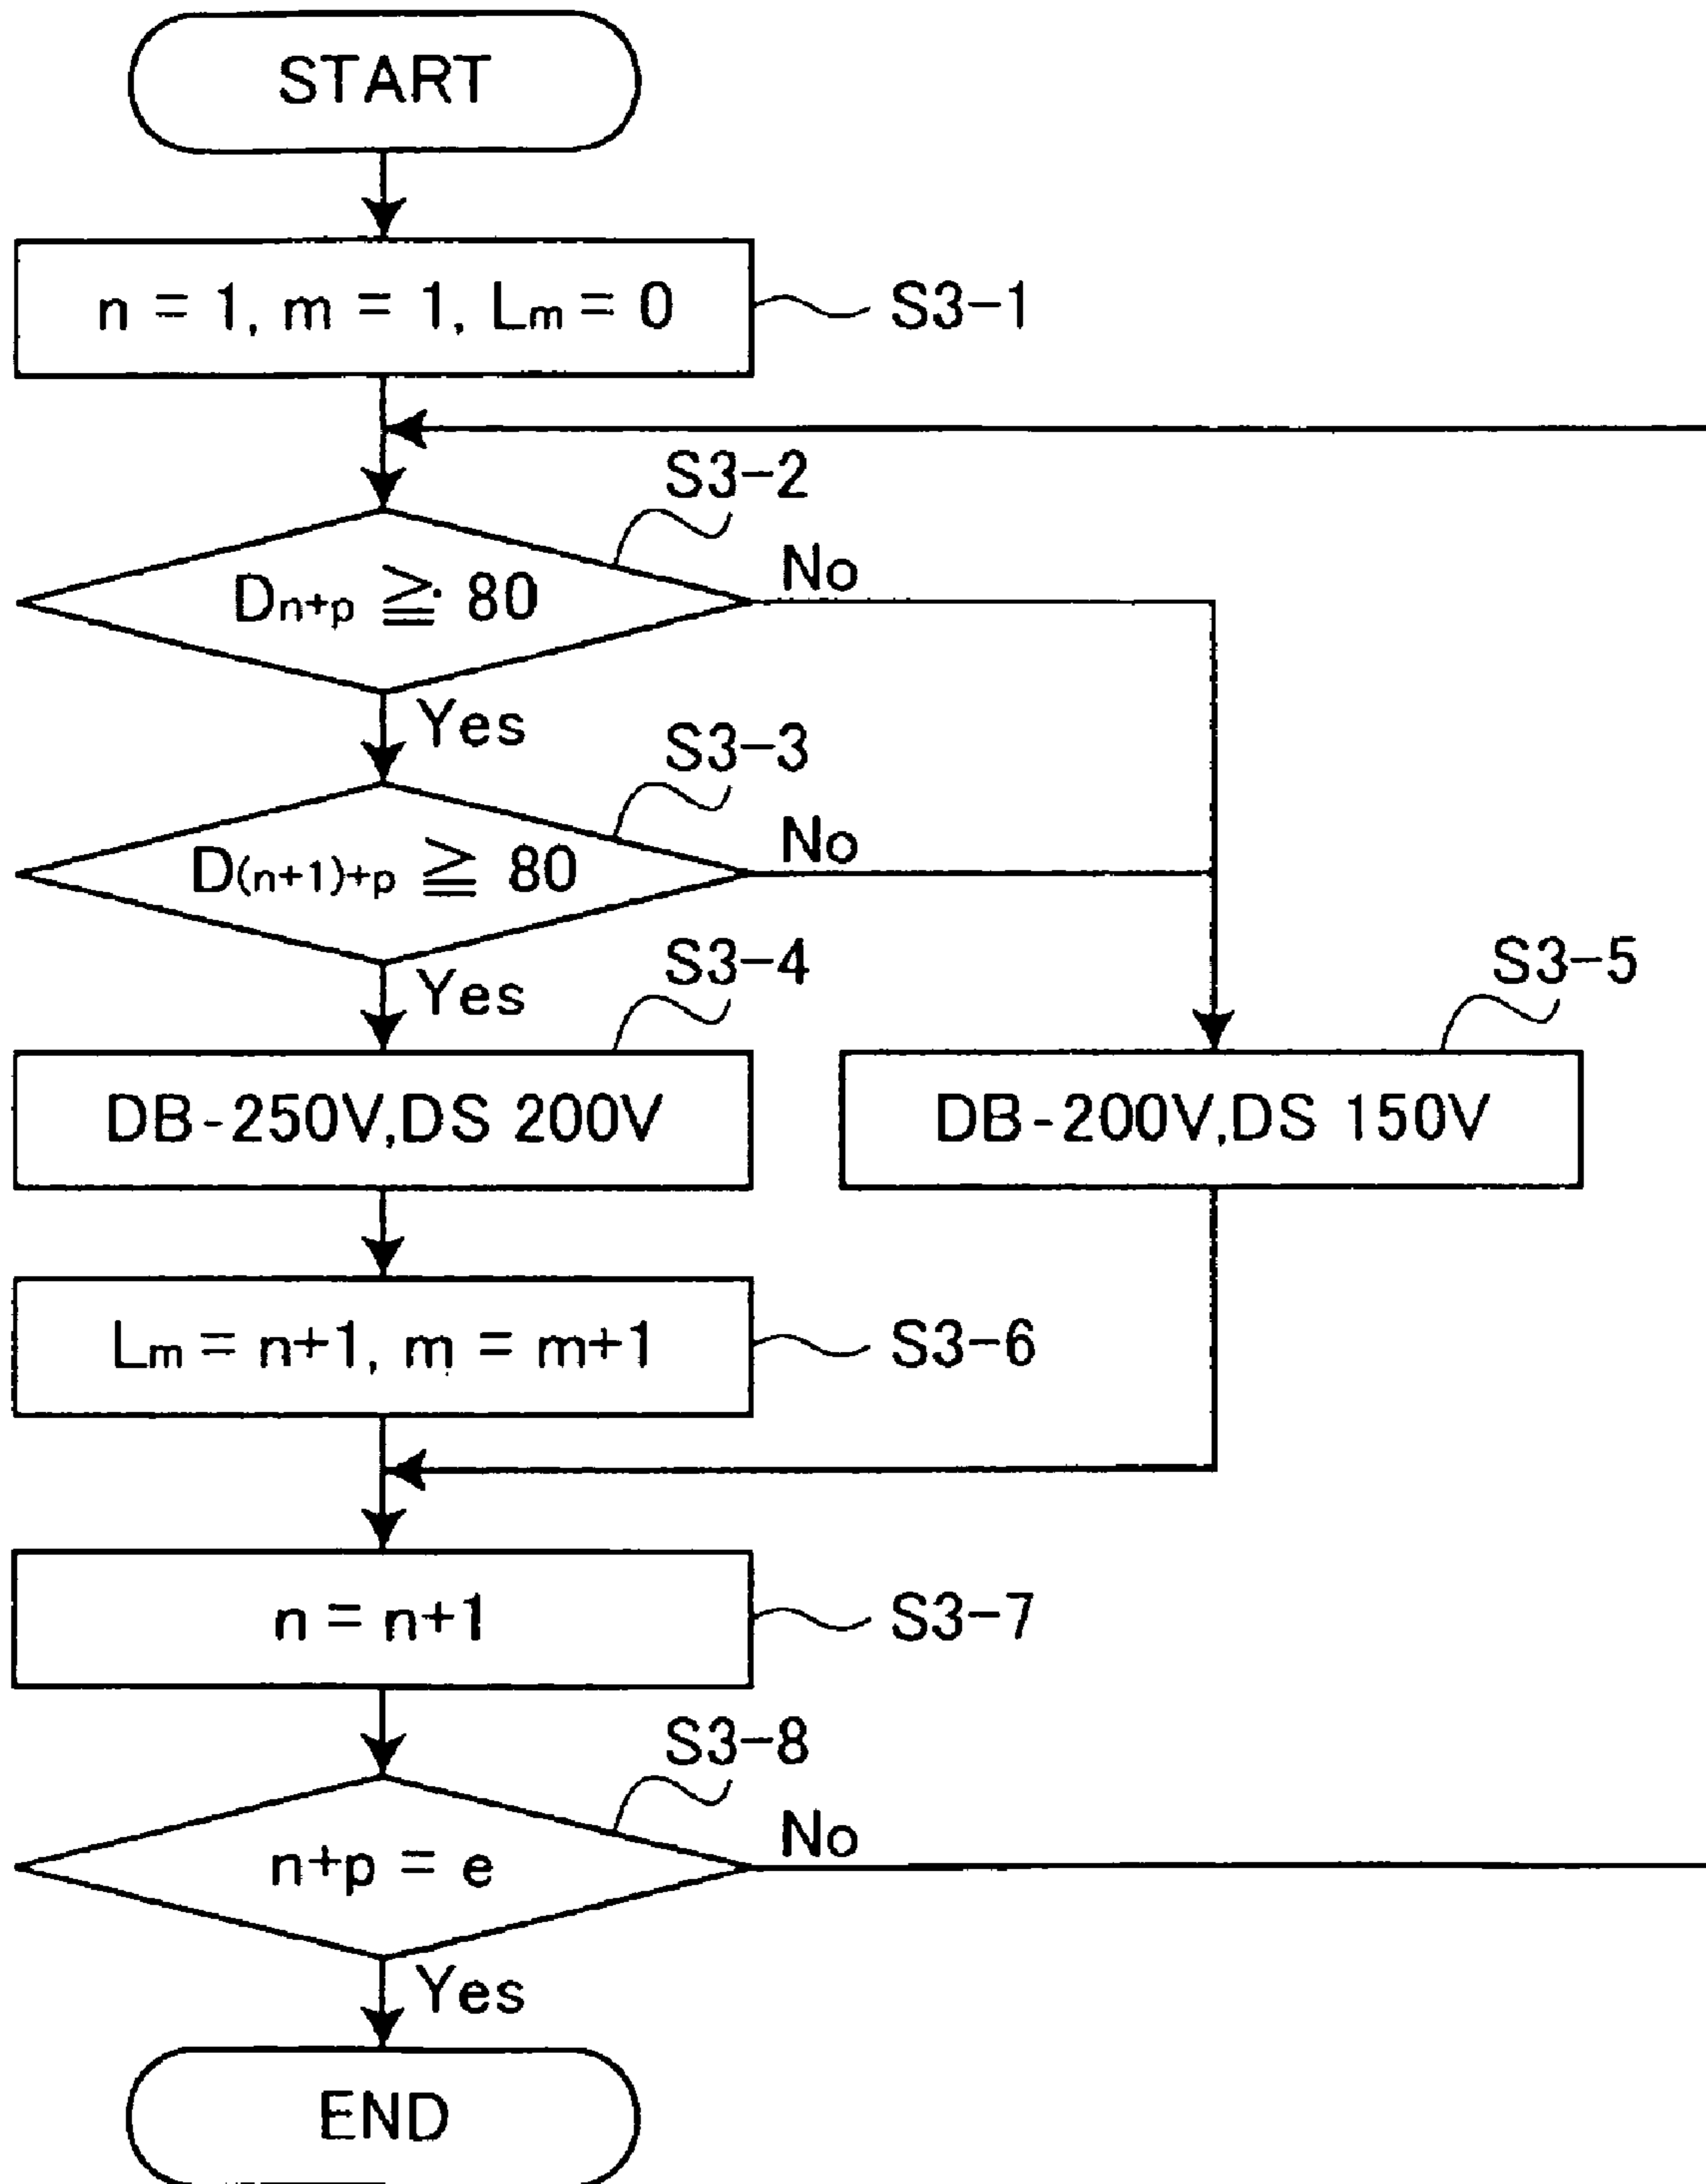 START
n = 1, m = 1, Lm = 0
S3-1
S3-2
Dn+p ≧ 80
No
Yes
S3-3
D(n+1)+p ≧ 80
No
Yes
S3-4
S3-5
DB-250V,DS 200V
DB-200V,DS 150V
Lm = n+1, m = m+1
S3-6
n = n+1
S3-7
S3-8
n+p = e
No
Yes
END